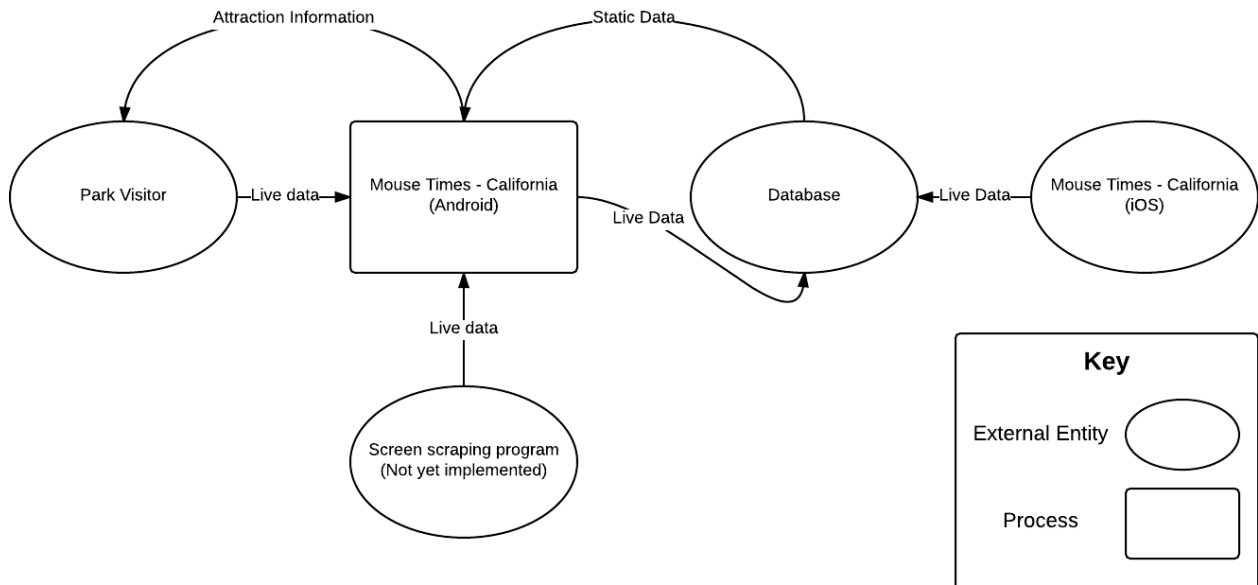 Attraction Information
Static Data
Park Visitor
Live data
Mouse Times - California
(Android)
Live Data
Database
Live Data
Mouse Times - California
(iOS)
Live data
Screen scraping program
(Not yet implemented)
Key
External Entity
Process